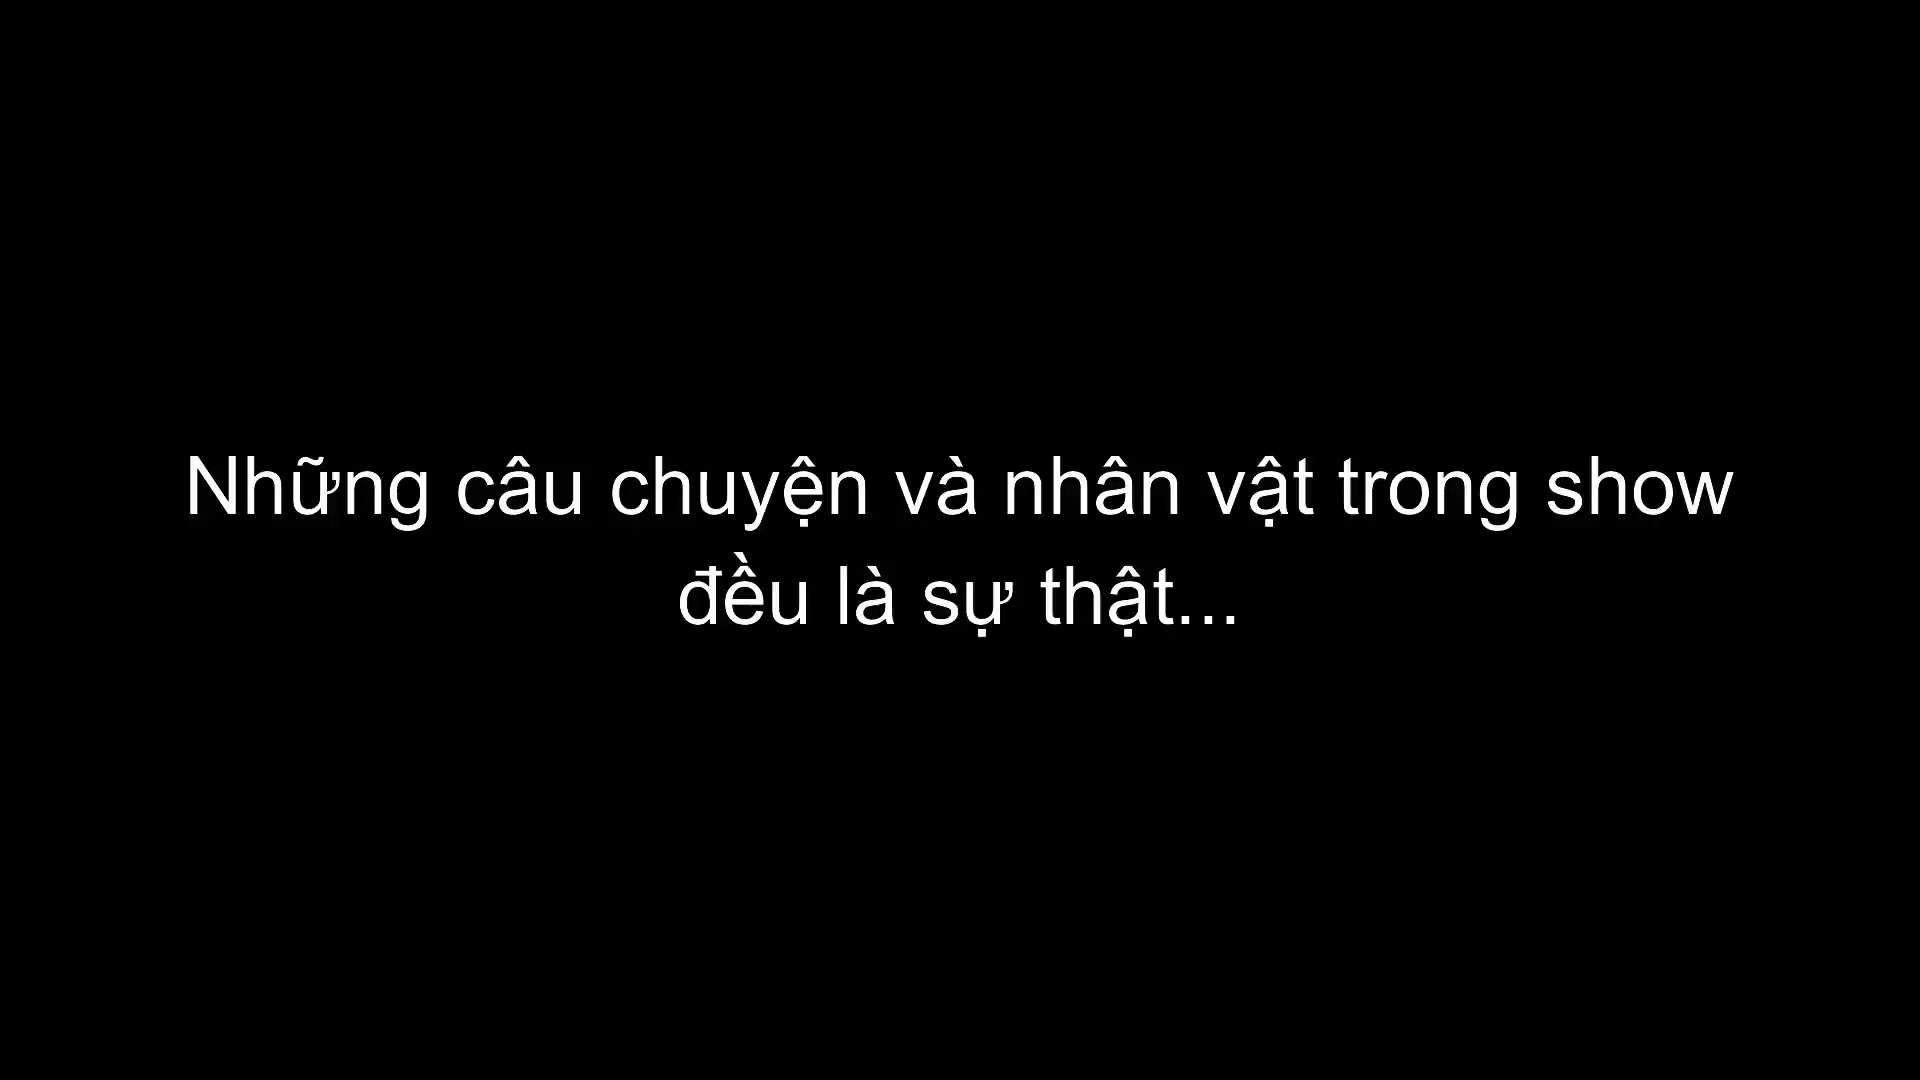 Những câu chuyện và nhân vật trong show
đều là sự thật...